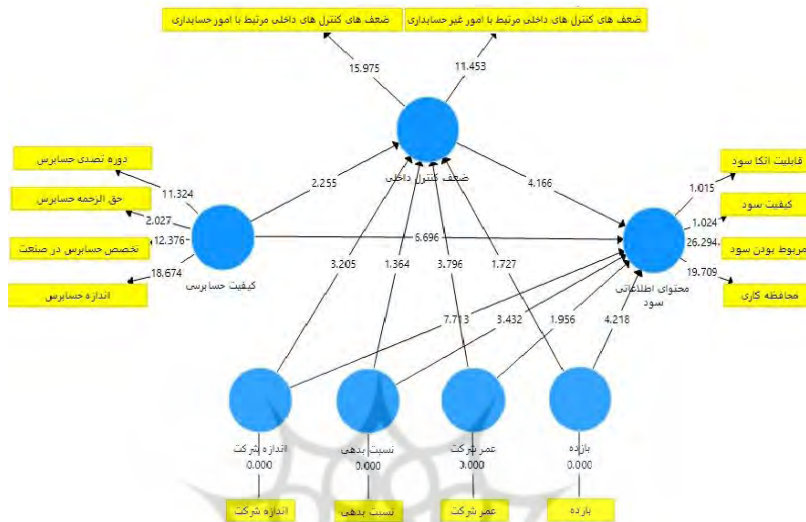 ضعف های کنترل های داخلی مرتبط با امور غیر حسابداری
ضعف های کنترل های داخلی مرتبط با امور حسابداری
15.975
11.453
ضعف کنترل داخلی
دوره تصدی حسابرس
حق الزحمه حسابرس
تخصص حسابرس در صنعت
اندازه حسابرس
11.324
2.027
12.376
18.674
کیفیت حسابرسی
2.255
4.166
6.696
قابلیت اتکا سود
کیفیت سود
مربوط بودن سود
محافظه کاری
1.015
1.024
26.294
19.709
محتوای اطلاعاتی
سود
3.205
1.364
3.796
1.727
7.713
3.432
1.956
4.218
اندازه شرکت
نسبت بدهی
عمر شرکت
بازده
0.000
0.000
0.000
0.000
اندازه شرکت
نسبت بدهی
عمر شرکت
بازده